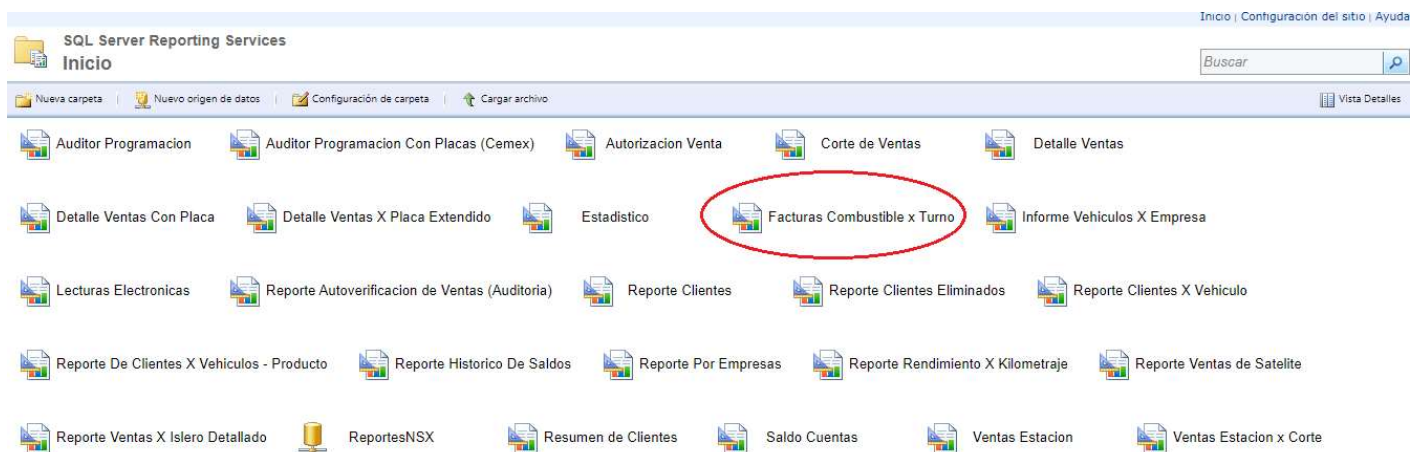 Inicio | Configuración del sitio | Ayuda
SQL Server Reporting Services
Inicio
Buscar
Nueva carpeta | Nuevo origen de datos | Configuración de carpeta | Cargar archivo Vista Detalles
Auditor Programacion Auditor Programacion Con Placas (Cemex) Autorizacion Venta Corte de Ventas Detalle Ventas
Detalle Ventas Con Placa Detalle Ventas X Placa Extendido Estadistico Facturas Combustible x Turno Informe Vehiculos X Empresa
Lecturas Electronicas Reporte Autoverificacion de Ventas (Auditoria) Reporte Clientes Reporte Clientes Eliminados Reporte Clientes X Vehiculo
Reporte De Clientes X Vehiculos - Producto Reporte Historico De Saldos Reporte Por Empresas Reporte Rendimiento X Kilometraje Reporte Ventas de Satelite
Reporte Ventas X Islero Detallado ReportesNSX Resumen de Clientes Saldo Cuentas Ventas Estacion Ventas Estacion x Corte